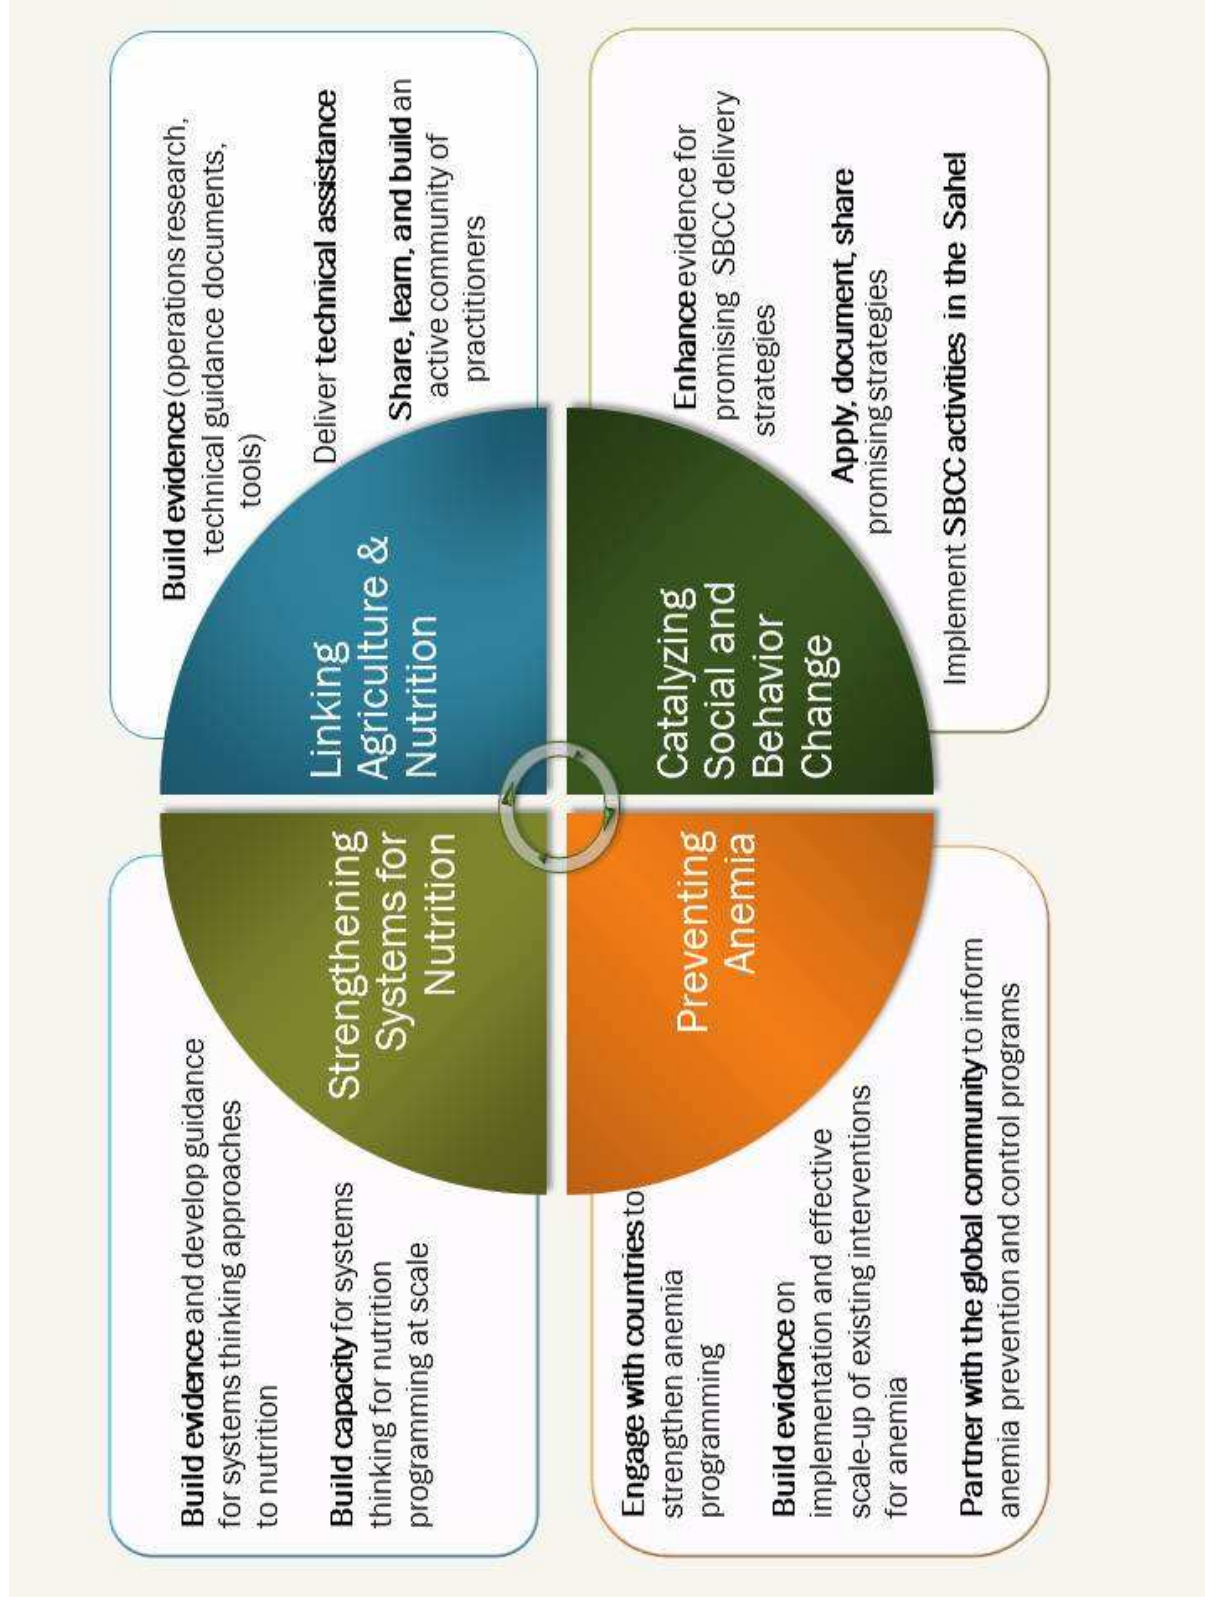 Build evidence and develop guidance
for systems thinking approaches
to nutrition
Build capacity for systems
thinking for nutrition
programming at scale
Strengthening
Systems for
Nutrition
Linking
Agriculture &
Nutrition
Build evidence (operations research,
technical guidance documents,
tools)
Deliver technical assistance
Share, learn, and build an
active community of
practitioners
Engage with countries to
strengthen anemia
programming
Build evidence on
implementation and effective
scale-up of existing interventions
for anemia
Partner with the global community to inform
anemia prevention and control programs
Preventing
Anemia
Catalyzing
Social and
Behavior
Change
Enhance evidence for
promising SBCC delivery
strategies
Apply, document, share
promising strategies
Implement SBCC activities in the Sahel